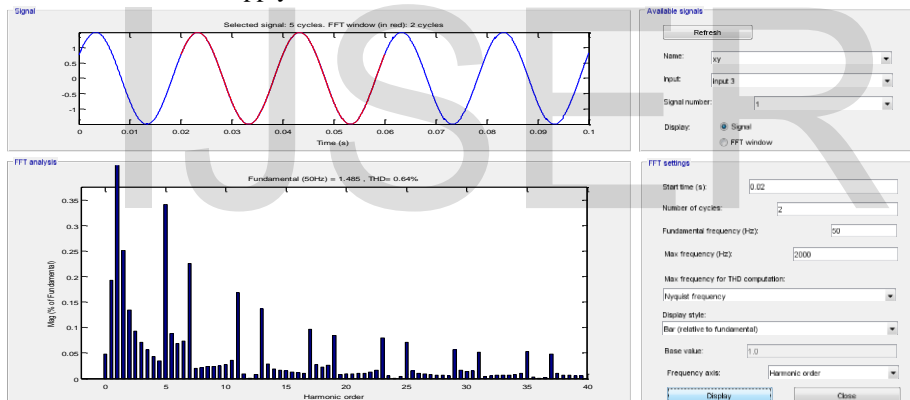 Signal
Selected signal: 5 cycles. FFT window (in red): 2 cycles
1
0.5
0
-0.5
-1
0 0.01 0.02 0.03 0.04 0.05 0.06 0.07 0.08 0.09 0.1
Time (s)
FFT analysis
Fundamental (50Hz) = 1.485 , THD= 0.64%
Mag (% of Fundamental)
0.35
0.3
0.25
0.2
0.15
0.1
0.05
0
0 5 10 15 20 25 30 35 40
Harmonic order
Available signals
Refresh
Name: xy
Input: input 3
Signal number: 1
Display: Signal
FFT window
FFT settings
Start time (s): 0.02
Number of cycles: 2
Fundamental frequency (Hz): 50
Max frequency (Hz): 2000
Max frequency for THD computation:
Nyquist frequency
Display style:
Bar (relative to fundamental)
Base value: 1.0
Frequency axis: Harmonic order
Display Close
IJSER